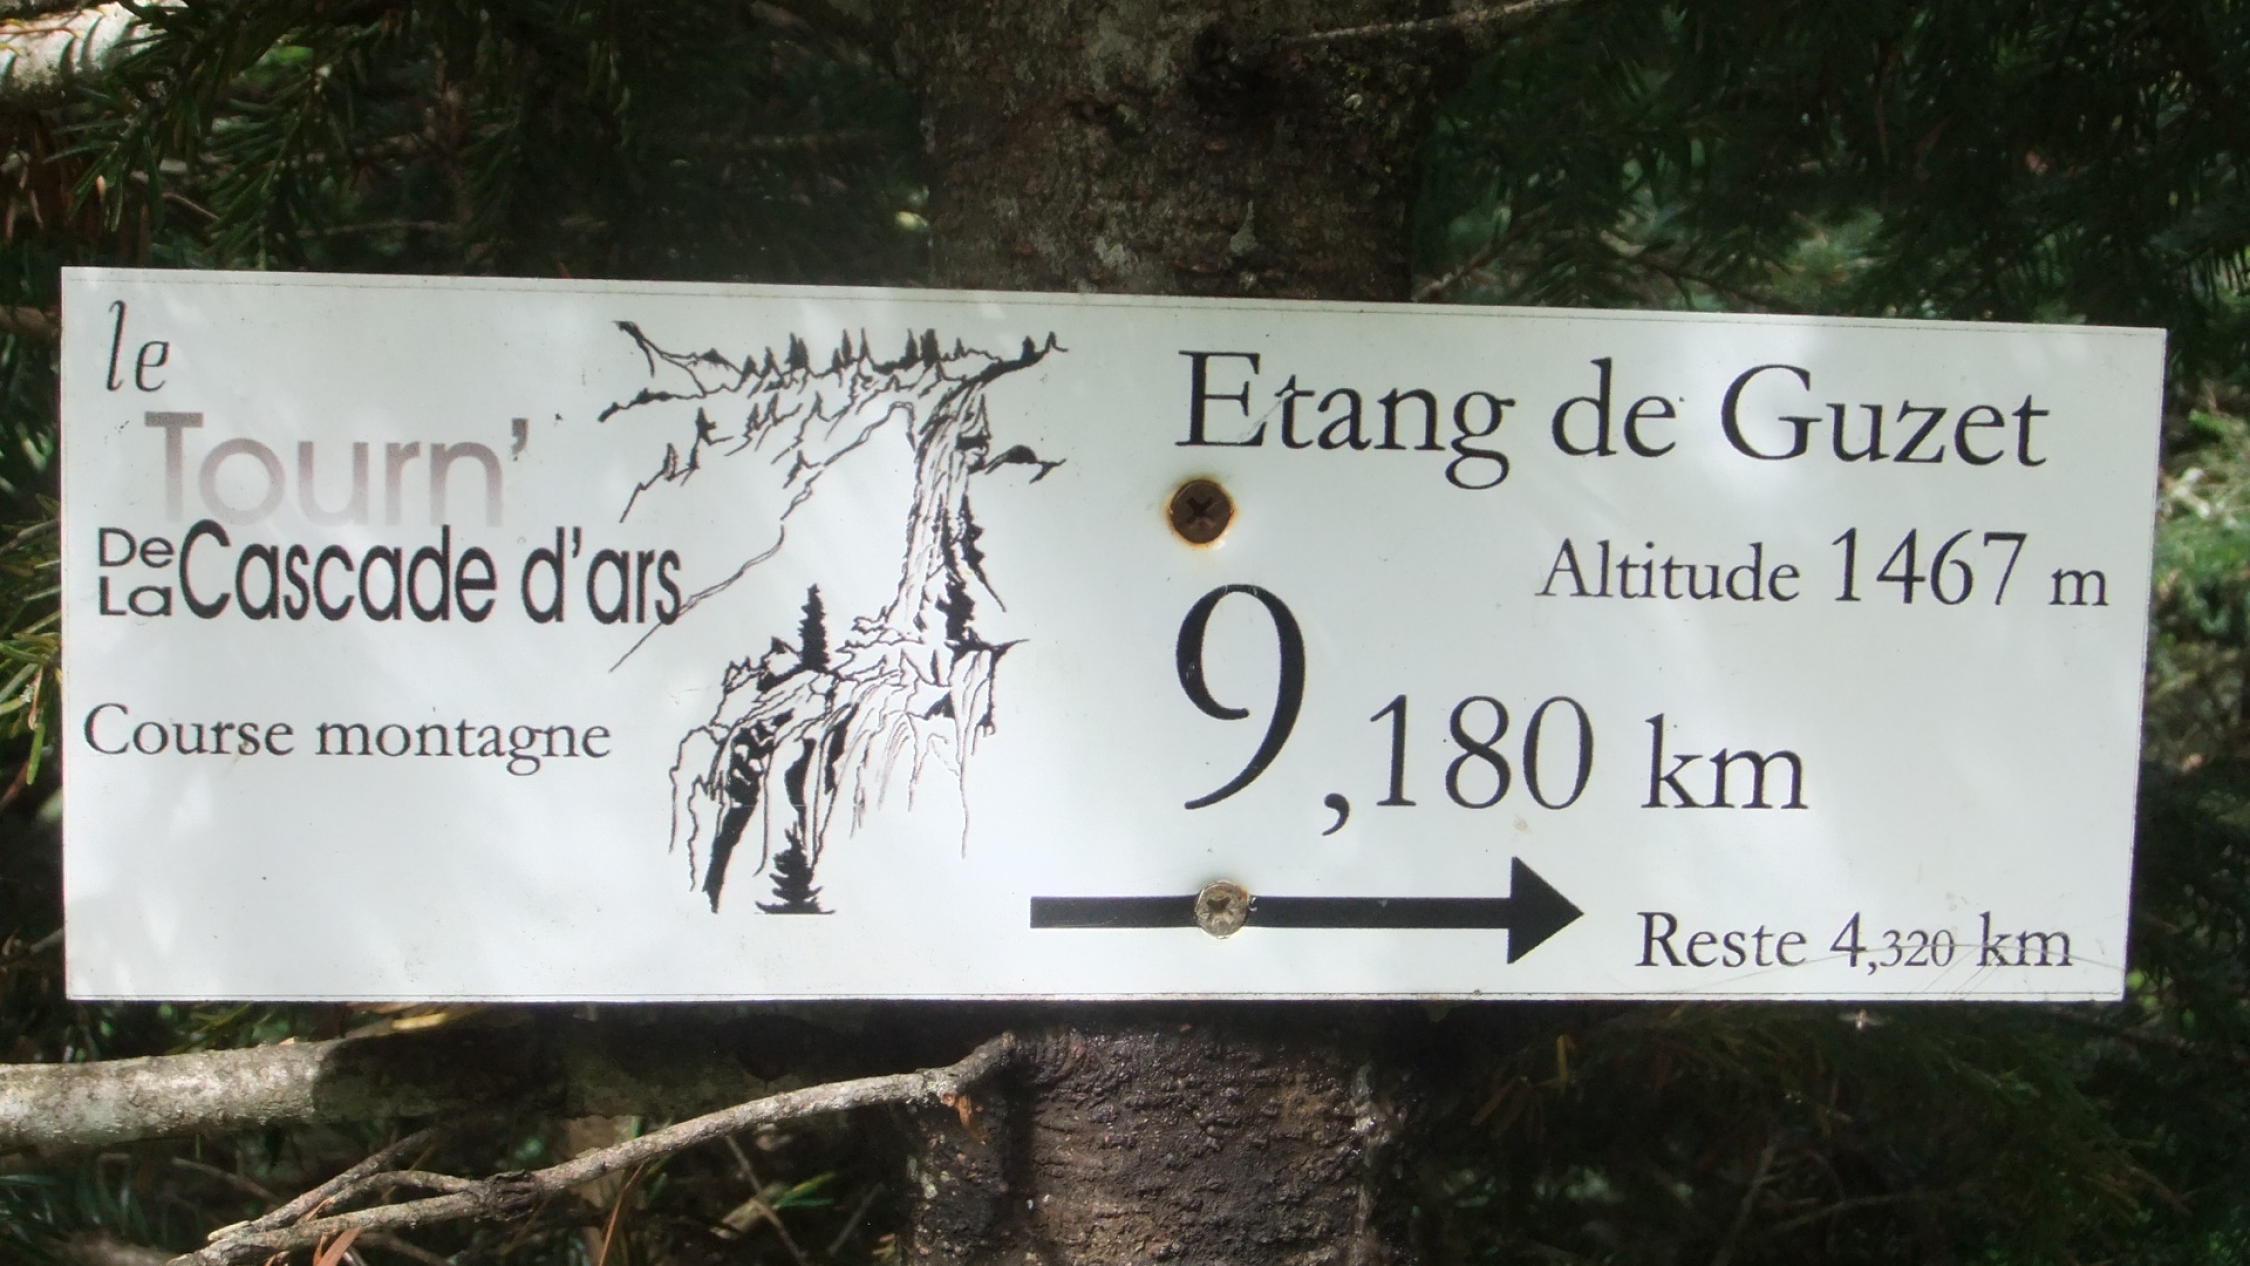 le
Tourn'
De La Cascade d'ars
Course montagne
Etang de Guzet
Altitude 1467 m
9,180 km
Reste 4,320 km